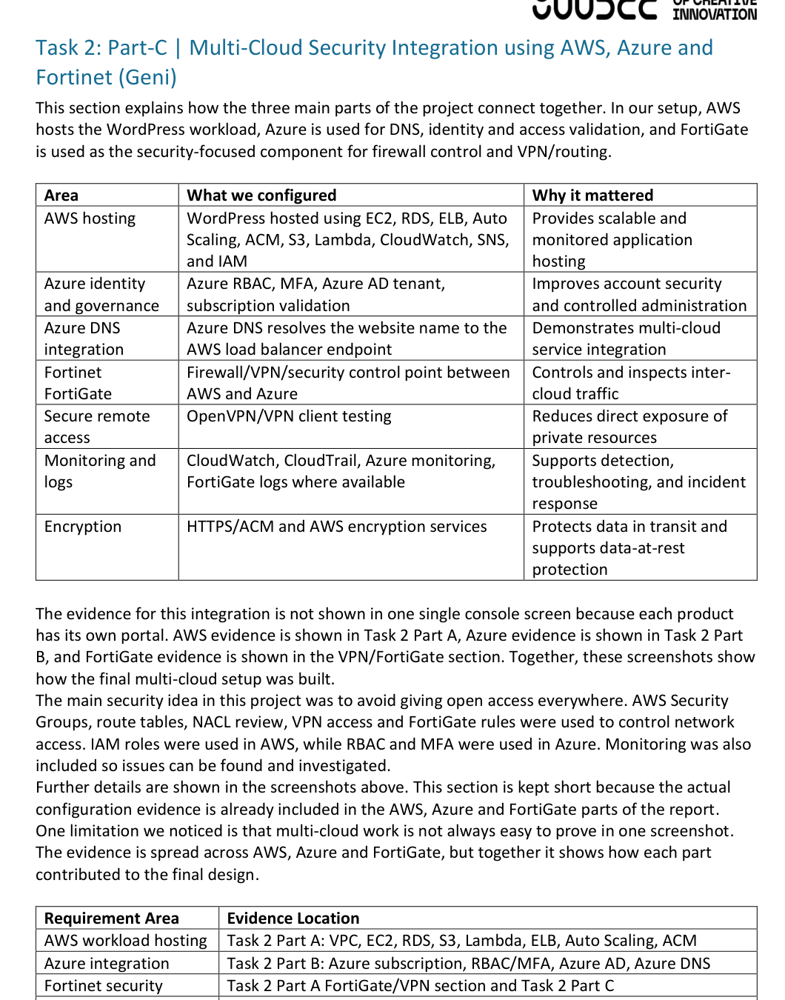 OF CREATIVE
INNOVATION
Task 2: Part-C | Multi-Cloud Security Integration using AWS, Azure and
Fortinet (Geni)
This section explains how the three main parts of the project connect together. In our setup, AWS
hosts the WordPress workload, Azure is used for DNS, identity and access validation, and FortiGate
is used as the security-focused component for firewall control and VPN/routing.
Area What we configured Why it mattered
AWS hosting WordPress hosted using EC2, RDS, ELB, Auto Provides scalable and
Scaling, ACM, S3, Lambda, CloudWatch, SNS, monitored application
and IAM hosting
Azure identity Azure RBAC, MFA, Azure AD tenant, Improves account security
and governance subscription validation and controlled administration
Azure DNS Azure DNS resolves the website name to the Demonstrates multi-cloud
integration AWS load balancer endpoint service integration
Fortinet Firewall/VPN/security control point between Controls and inspects inter-
FortiGate AWS and Azure cloud traffic
Secure remote OpenVPN/VPN client testing Reduces direct exposure of
access private resources
Monitoring and CloudWatch, CloudTrail, Azure monitoring, Supports detection,
logs FortiGate logs where available troubleshooting, and incident
response
Encryption HTTPS/ACM and AWS encryption services Protects data in transit and
supports data-at-rest
protection
The evidence for this integration is not shown in one single console screen because each product
has its own portal. AWS evidence is shown in Task 2 Part A, Azure evidence is shown in Task 2 Part
B, and FortiGate evidence is shown in the VPN/FortiGate section. Together, these screenshots show
how the final multi-cloud setup was built.
The main security idea in this project was to avoid giving open access everywhere. AWS Security
Groups, route tables, NACL review, VPN access and FortiGate rules were used to control network
access. IAM roles were used in AWS, while RBAC and MFA were used in Azure. Monitoring was also
included so issues can be found and investigated.
Further details are shown in the screenshots above. This section is kept short because the actual
configuration evidence is already included in the AWS, Azure and FortiGate parts of the report.
One limitation we noticed is that multi-cloud work is not always easy to prove in one screenshot.
The evidence is spread across AWS, Azure and FortiGate, but together it shows how each part
contributed to the final design.
Requirement Area Evidence Location
AWS workload hosting Task 2 Part A: VPC, EC2, RDS, S3, Lambda, ELB, Auto Scaling, ACM
Azure integration Task 2 Part B: Azure subscription, RBAC/MFA, Azure AD, Azure DNS
Fortinet security Task 2 Part A FortiGate/VPN section and Task 2 Part C